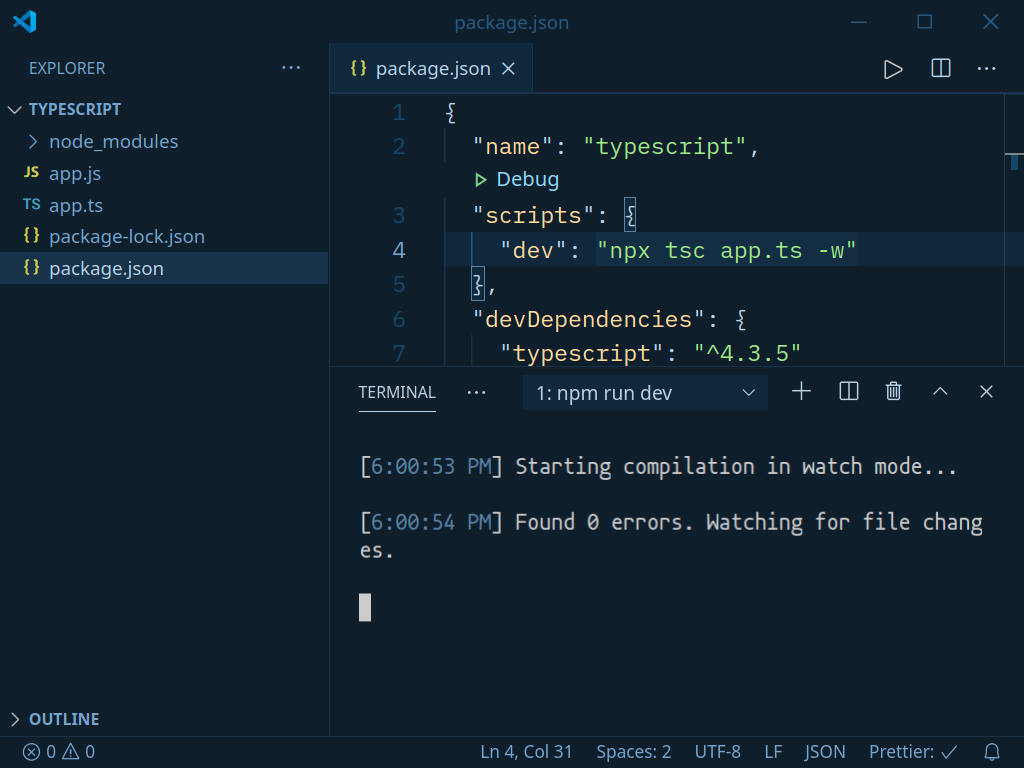 package.json
EXPLORER
{} package.json
TYPESCRIPT
node_modules
JS app.js
TS app.ts
{} package-lock.json
{} package.json
1 {
2 "name": "typescript",
Debug
3 "scripts": {
4 "dev": "npx tsc app.ts -w"
5 },
6 "devDependencies": {
7 "typescript": "^4.3.5"
TERMINAL
1: npm run dev
[6:00:53 PM] Starting compilation in watch mode...
[6:00:54 PM] Found 0 errors. Watching for file chang
es.
OUTLINE
0 0 Ln 4, Col 31 Spaces: 2 UTF-8 LF JSON Prettier: ✓